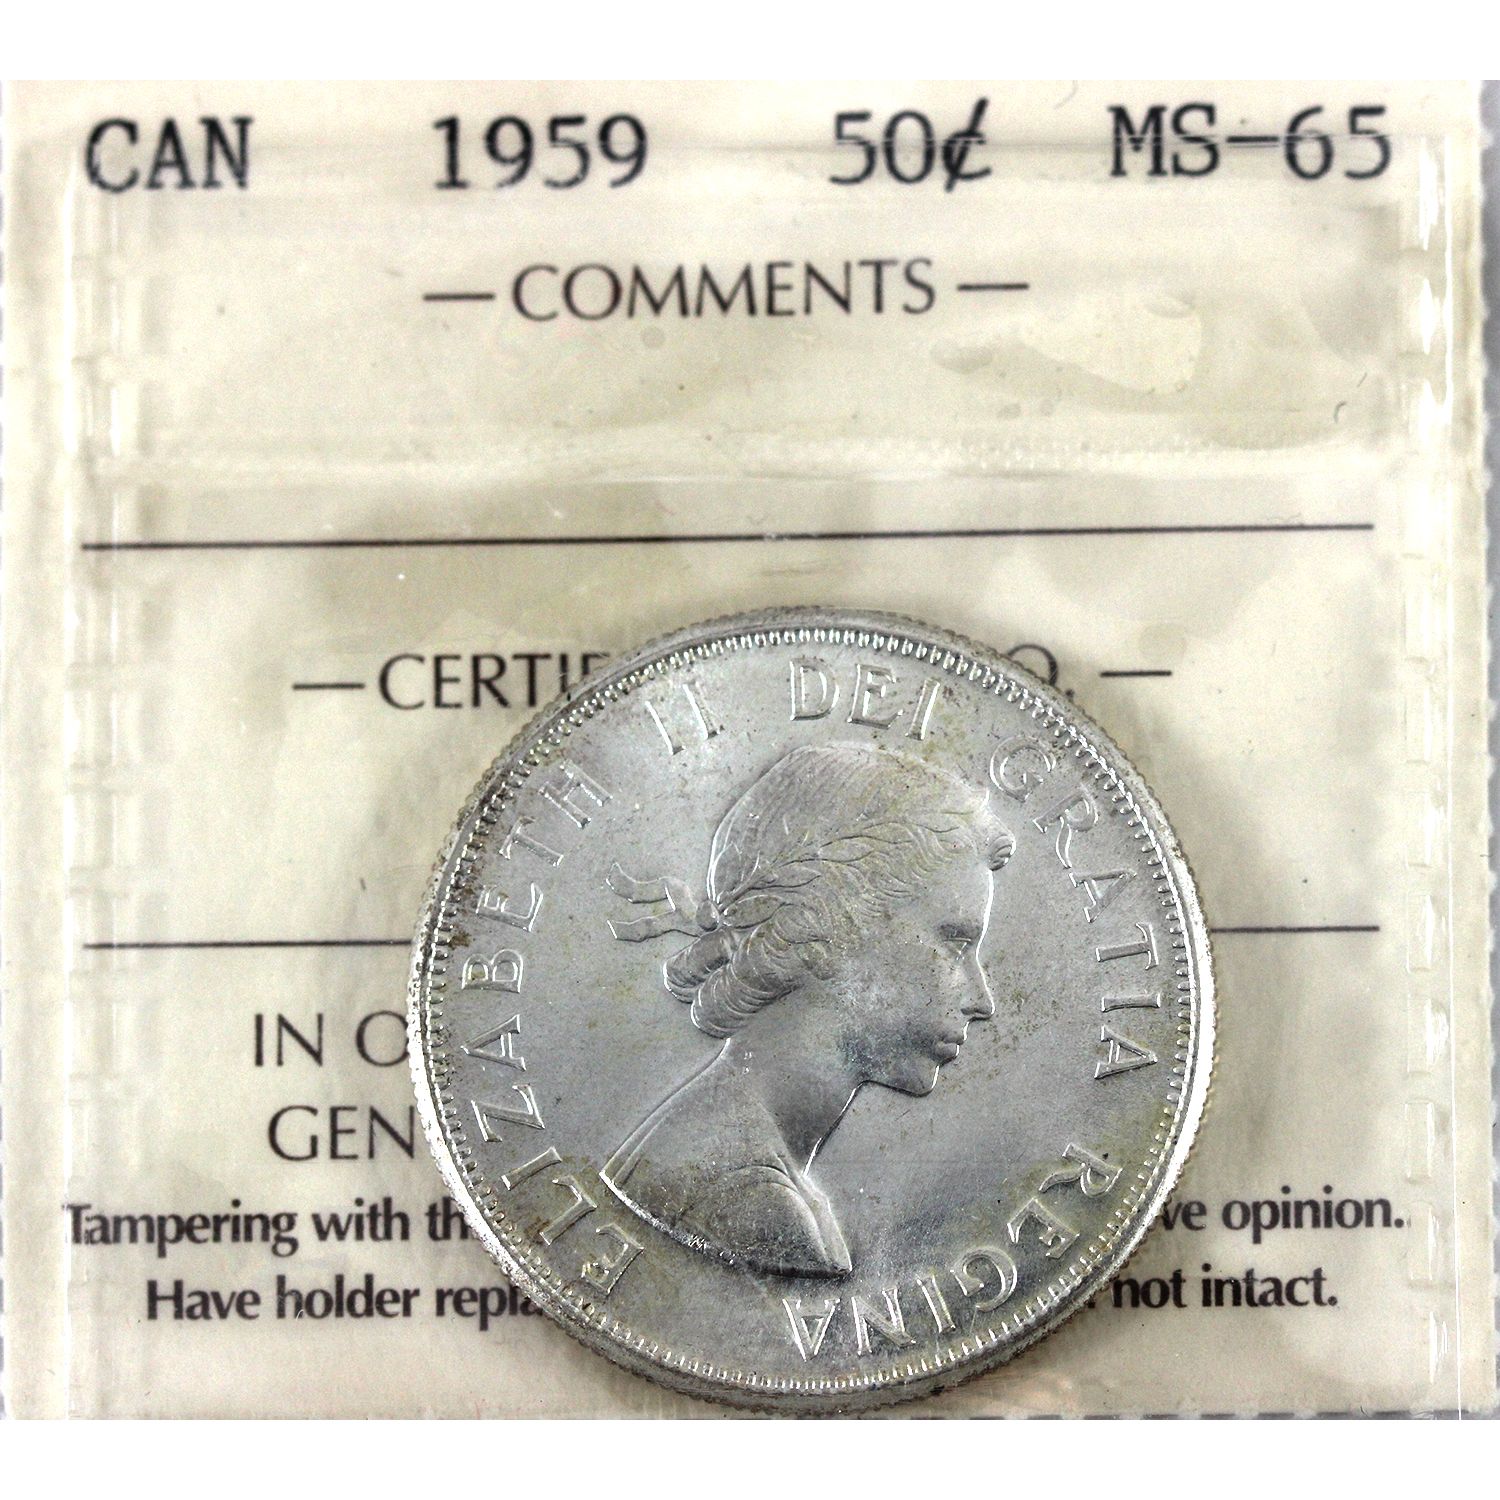 CAN 1959 50¢ MS-65
— COMMENTS —
— CERTIF O. —
IN O
GEN
Tampering with th ve opinion.
Have holder repla not intact.
ELIZABETH II DEI GRATIA REGINA